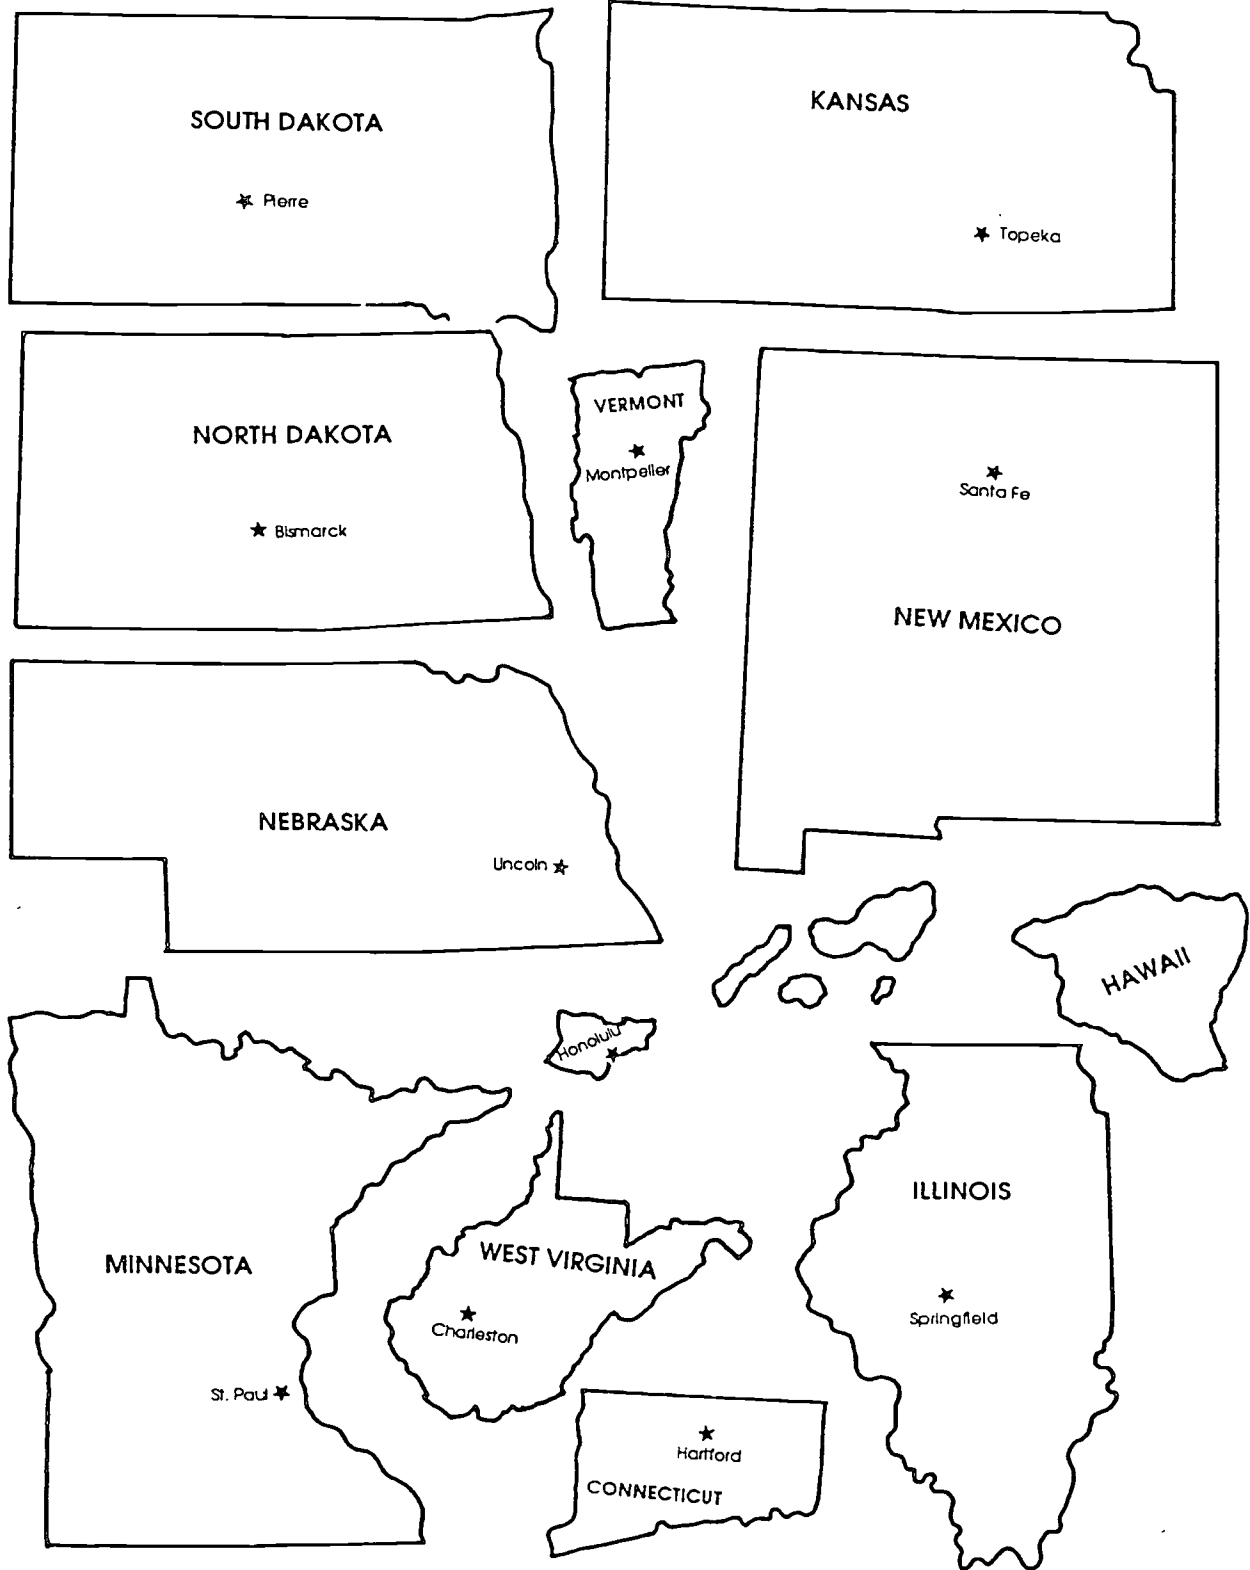 SOUTH DAKOTA
Pierre
KANSAS
Topeka
NORTH DAKOTA
Bismarck
VERMONT
Montpelier
Santa Fe
NEW MEXICO
NEBRASKA
Lincoln
HAWAII
Honolulu
MINNESOTA
St. Paul
WEST VIRGINIA
Charleston
ILLINOIS
Springfield
Hartford
CONNECTICUT